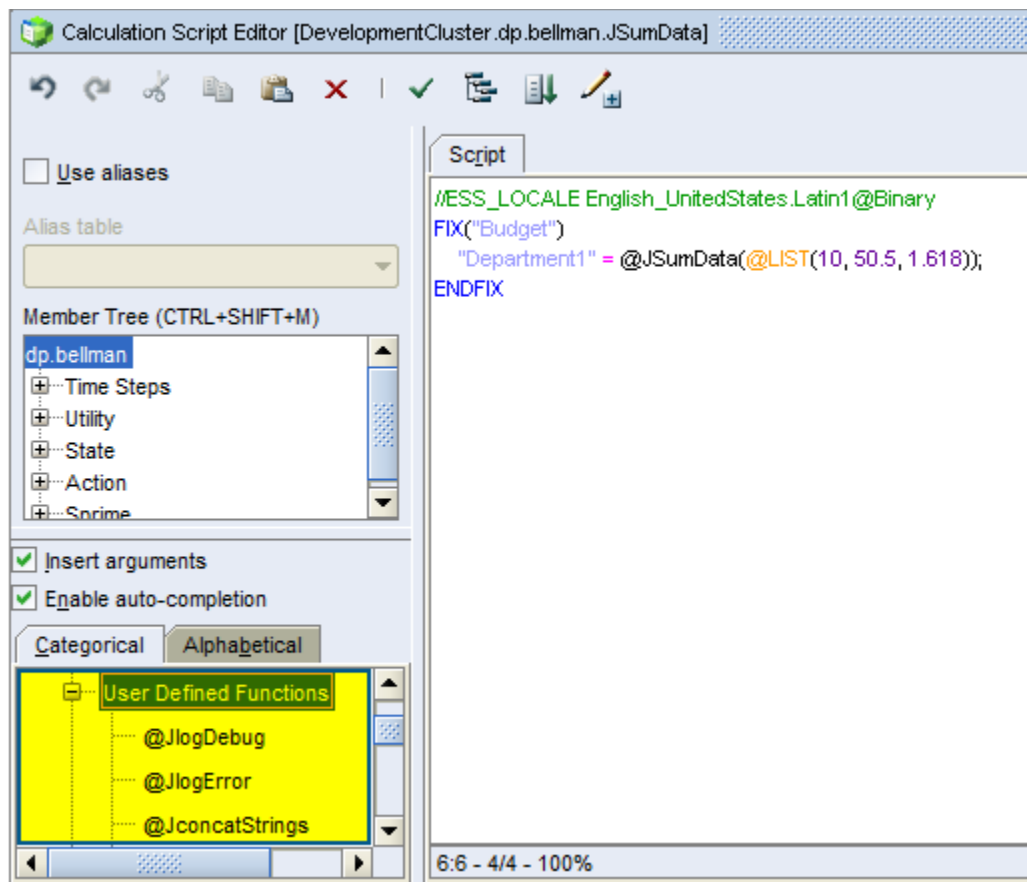 Calculation Script Editor [DevelopmentCluster.dp.bellman.JSumData]
Use aliases
Alias table
Member Tree (CTRL+SHIFT+M)
dp.bellman
Time Steps
Utility
State
Action
Sprime
Insert arguments
Enable auto-completion
Categorical Alphabetical
User Defined Functions
@JlogDebug
@JlogError
@JconcatStrings
Script
//ESS_LOCALE English_UnitedStates.Latin1@Binary
FIX("Budget")
"Department1" = @JSumData(@LIST(10, 50.5, 1.618));
ENDFIX
6:6 - 4/4 - 100%